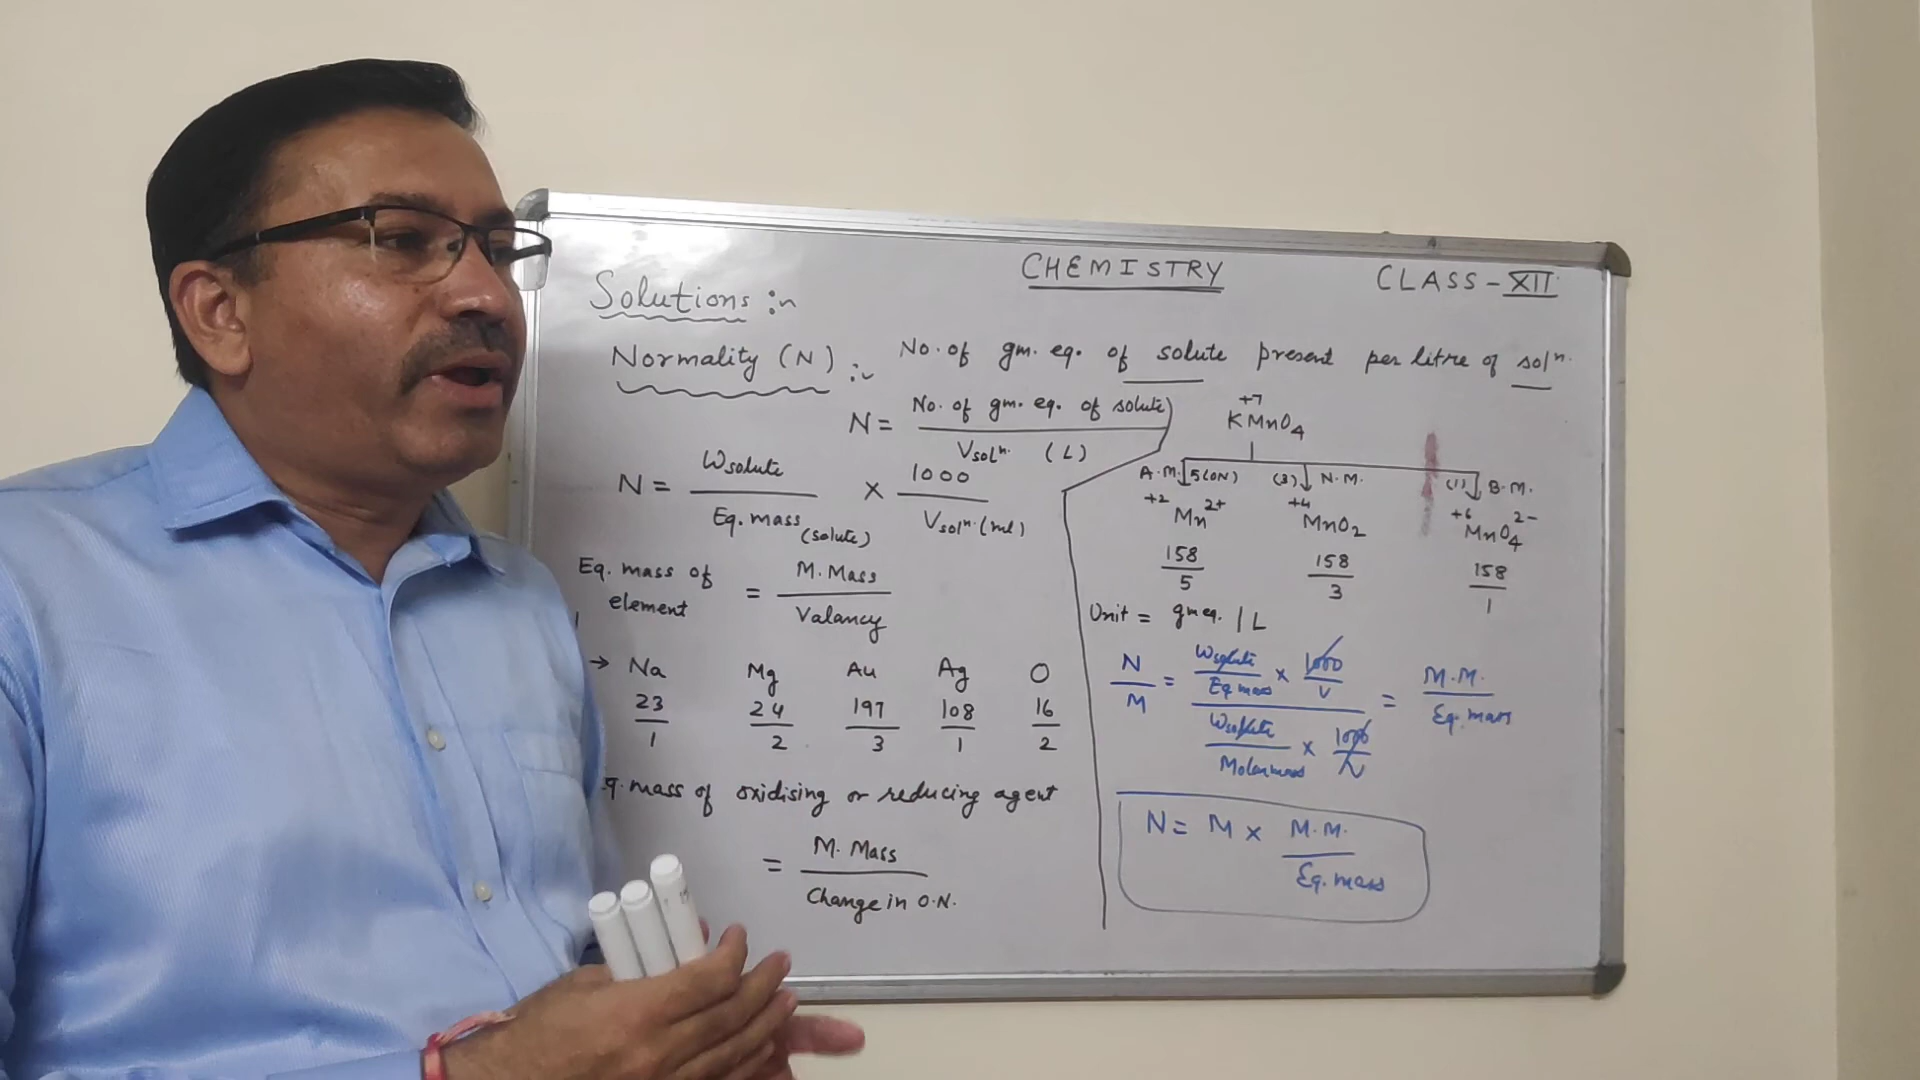 CHEMISTRY CLASS - XII
Solutions :~
Normality (N) :~ No. of gm. eq. of solute present per litre of solⁿ.
N = No. of gm. eq. of solute / Vsolⁿ. (L)
N = Wsolute / Eq. mass (solute) × 1000 / Vsolⁿ. (ml)
Eq. mass of element = M. Mass / Valancy
→ Na Mg Au Ag O
23/1 24/2 197/3 108/1 16/2
mass of oxidising or reducing agent
= M. Mass / Change in O.N.
+7
KMnO4
A.M. 5(ON) (3) N.M. (1) B.M.
+2 +4 +6
Mn²⁺ MnO2 MnO4²⁻
158/5 158/3 158/1
Unit = gm eq. / L
N/M = (Wsolute / Eq mass × 1000 / V) / (Wsolute / Molar mass × 1000 / V) = M.M. / Eq. mass
N = M × M.M. / Eq. mass